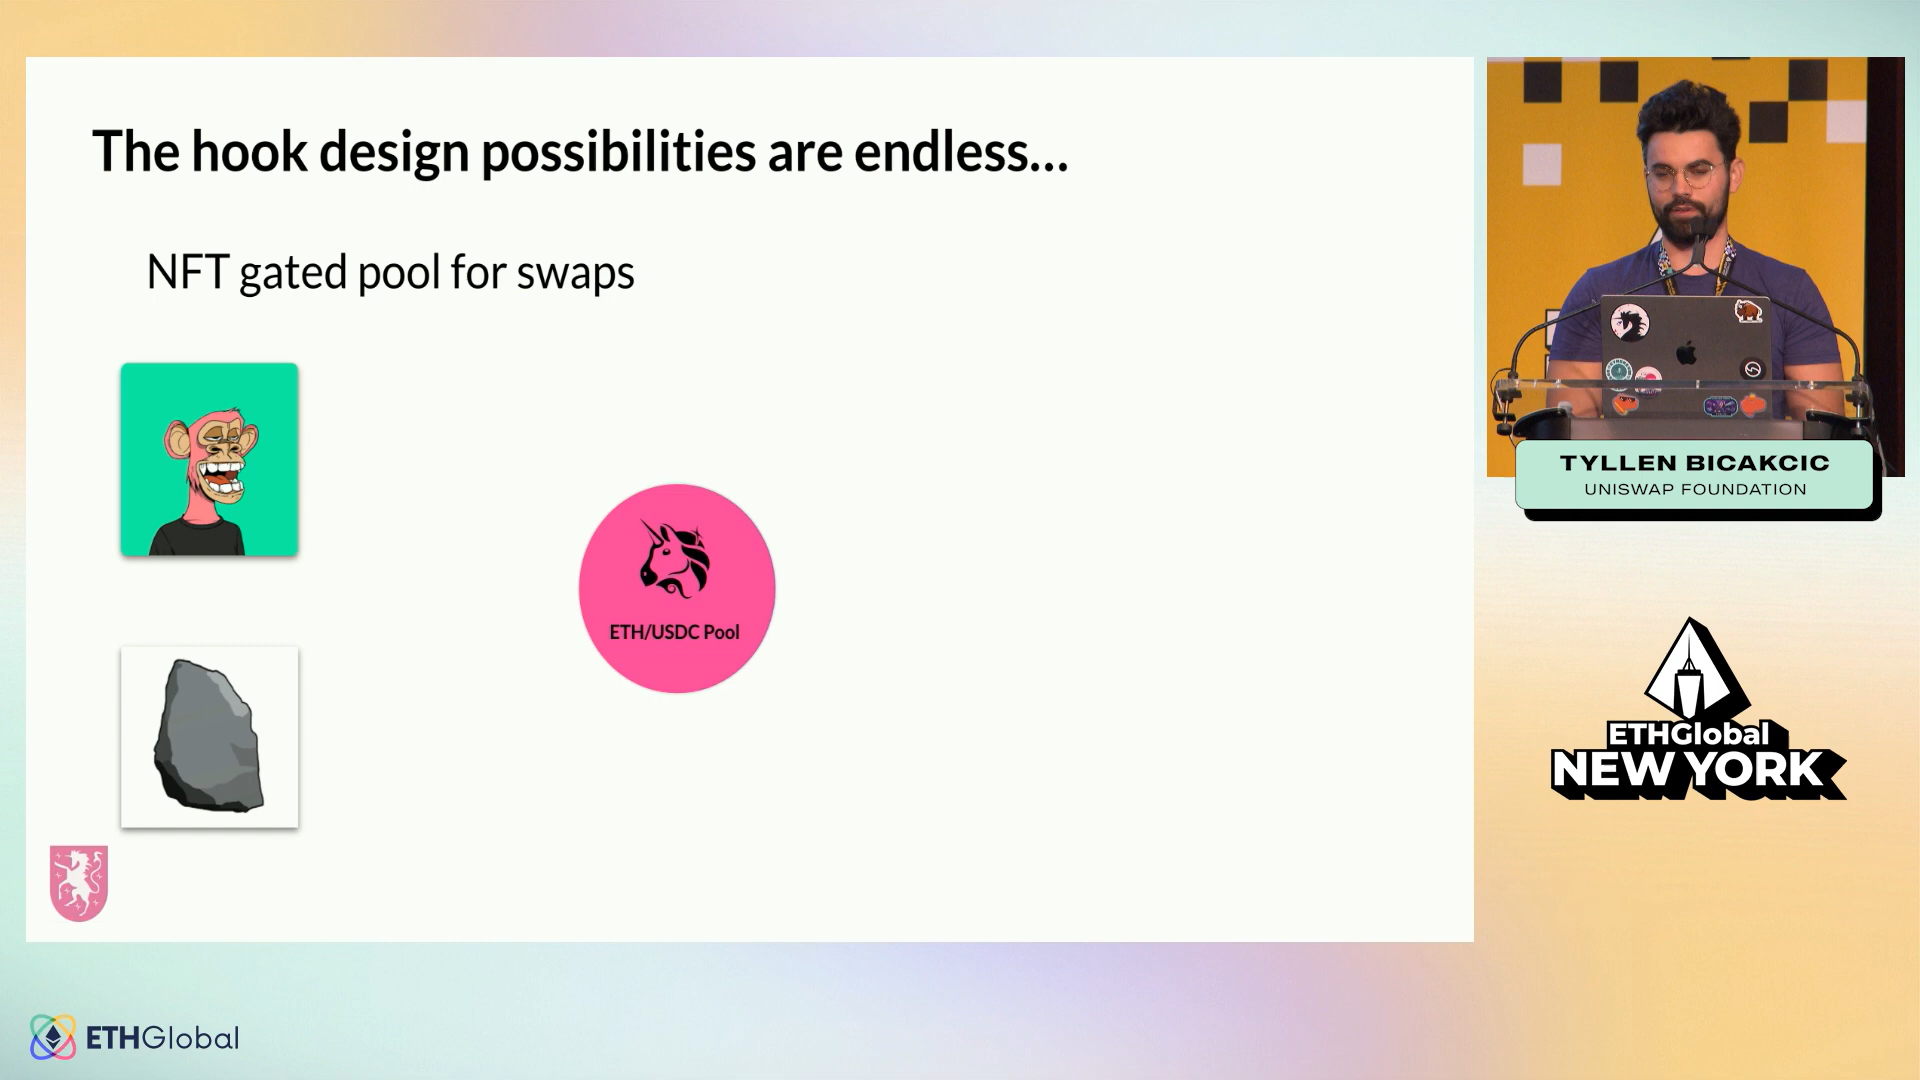 The hook design possibilities are endless...
NFT gated pool for swaps
ETH/USDC Pool
TYLLEN BICAKCIC
UNISWAP FOUNDATION
ETHGlobal
NEW YORK
ETHGlobal